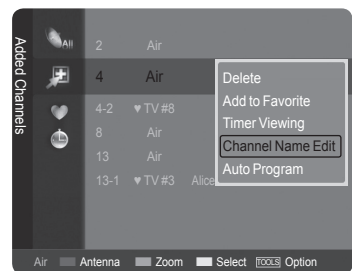 Added Channels
All
2 Air
4 Air
4-2 ♥ TV #8
8 Air
13 Air
13-1 ♥ TV #3 Alice
Delete
Add to Favorite
Timer Viewing
Channel Name Edit
Auto Program
Air Antenna Zoom Select TOOLS Option